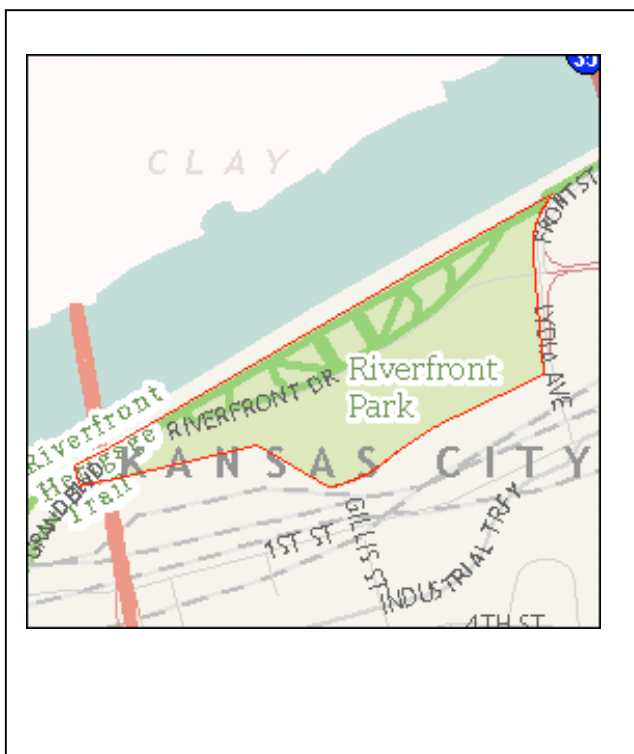 35
CLAY
FRONT ST
LYDIA AVE
Riverfront
Park
RIVERFRONT DR
Riverfront
Heritage
Trail
GRAND BLVD
KANSAS CITY
1ST ST
GILLIS ST
INDUSTRIAL TRFY
4TH ST